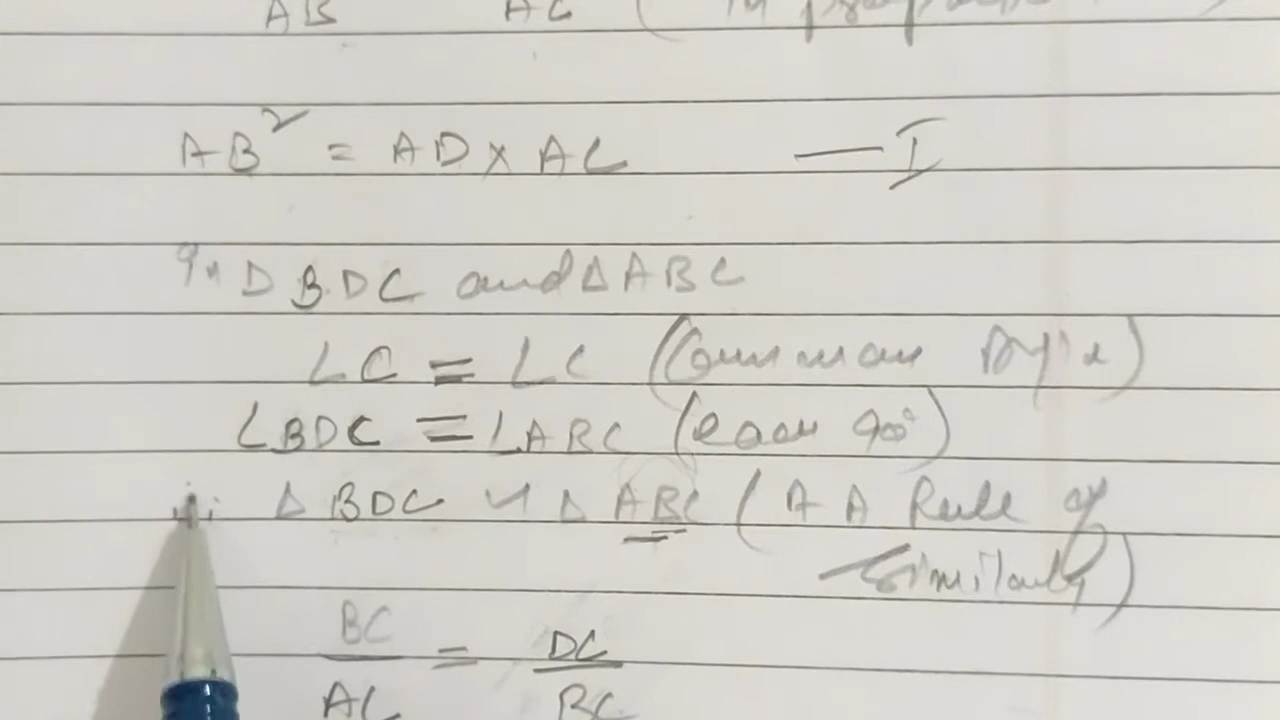 AB AC (
AB² = AD × AC — I
In Δ BDC and Δ ABC
∠C = ∠C (Common Angle)
∠BDC = ∠ABC (each 90°)
∴ Δ BDC ~ Δ ABC (A A Rule of
Similarity)
BC = DC
AC BC